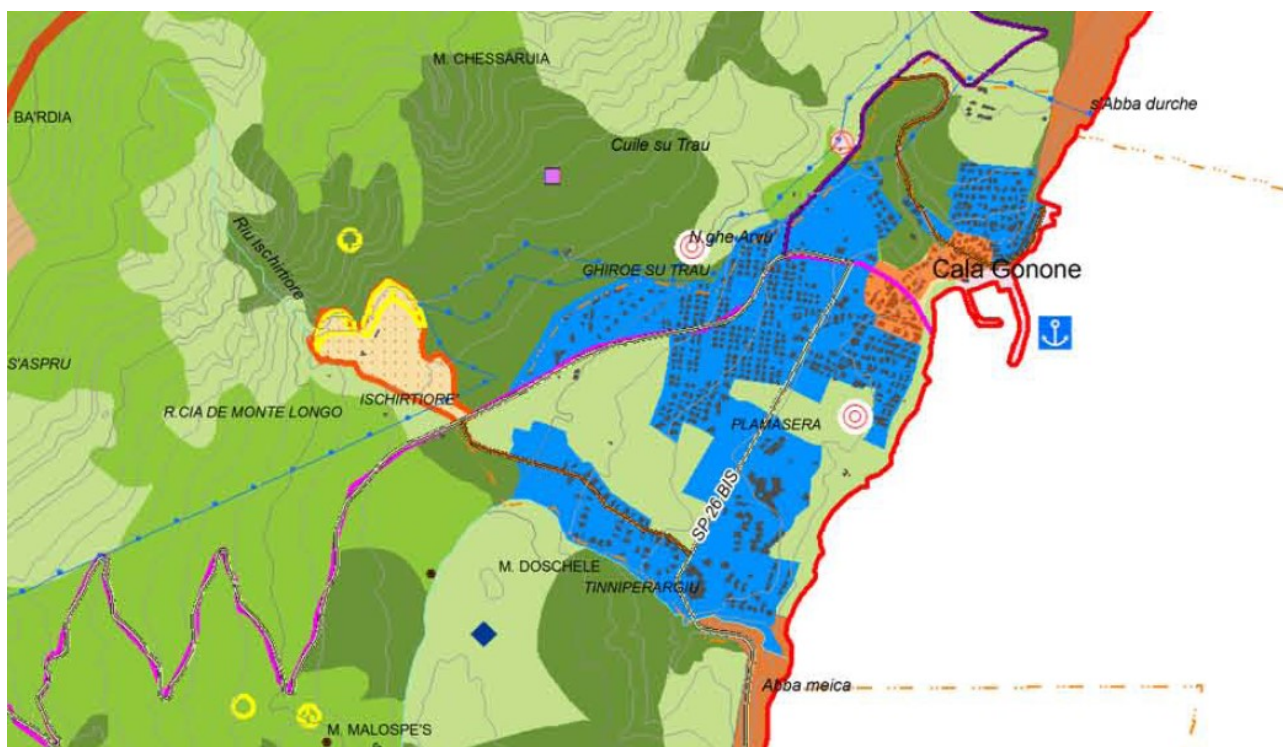 M. CHESSARUIA
s'Abba durche
BA'RDIA
Cuile su Trau
Riu Ischirtiore
N.ghe Arvu
GHIROE SU TRAU
Cala Gonone
S'ASPRU
ISCHIRTIORE'
R.CIA DE MONTE LONGO
PLAMASERA
SP 26 BIS
M. DOSCHELE
TINNIPERARGIU
Abba meica
M. MALOSPE'S